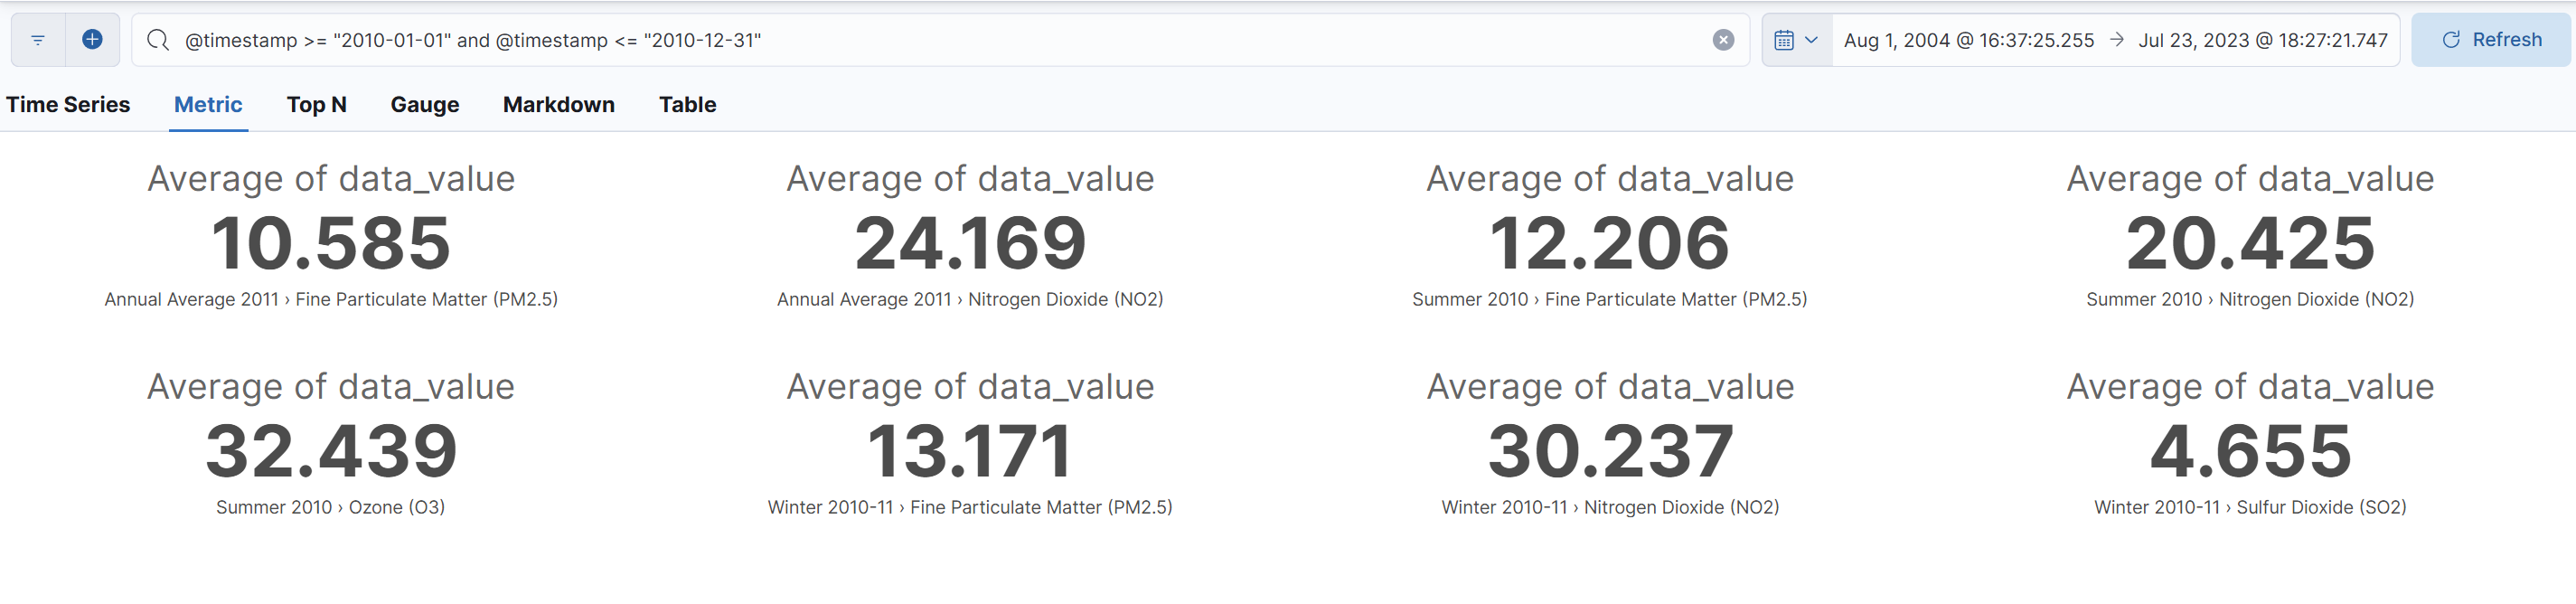 @timestamp >= "2010-01-01" and @timestamp <= "2010-12-31"
Aug 1, 2004 @ 16:37:25.255 → Jul 23, 2023 @ 18:27:21.747
Refresh
Time Series Metric Top N Gauge Markdown Table
Average of data_value
10.585
Annual Average 2011 › Fine Particulate Matter (PM2.5)
Average of data_value
24.169
Annual Average 2011 › Nitrogen Dioxide (NO2)
Average of data_value
12.206
Summer 2010 › Fine Particulate Matter (PM2.5)
Average of data_value
20.425
Summer 2010 › Nitrogen Dioxide (NO2)
Average of data_value
32.439
Summer 2010 › Ozone (O3)
Average of data_value
13.171
Winter 2010-11 › Fine Particulate Matter (PM2.5)
Average of data_value
30.237
Winter 2010-11 › Nitrogen Dioxide (NO2)
Average of data_value
4.655
Winter 2010-11 › Sulfur Dioxide (SO2)